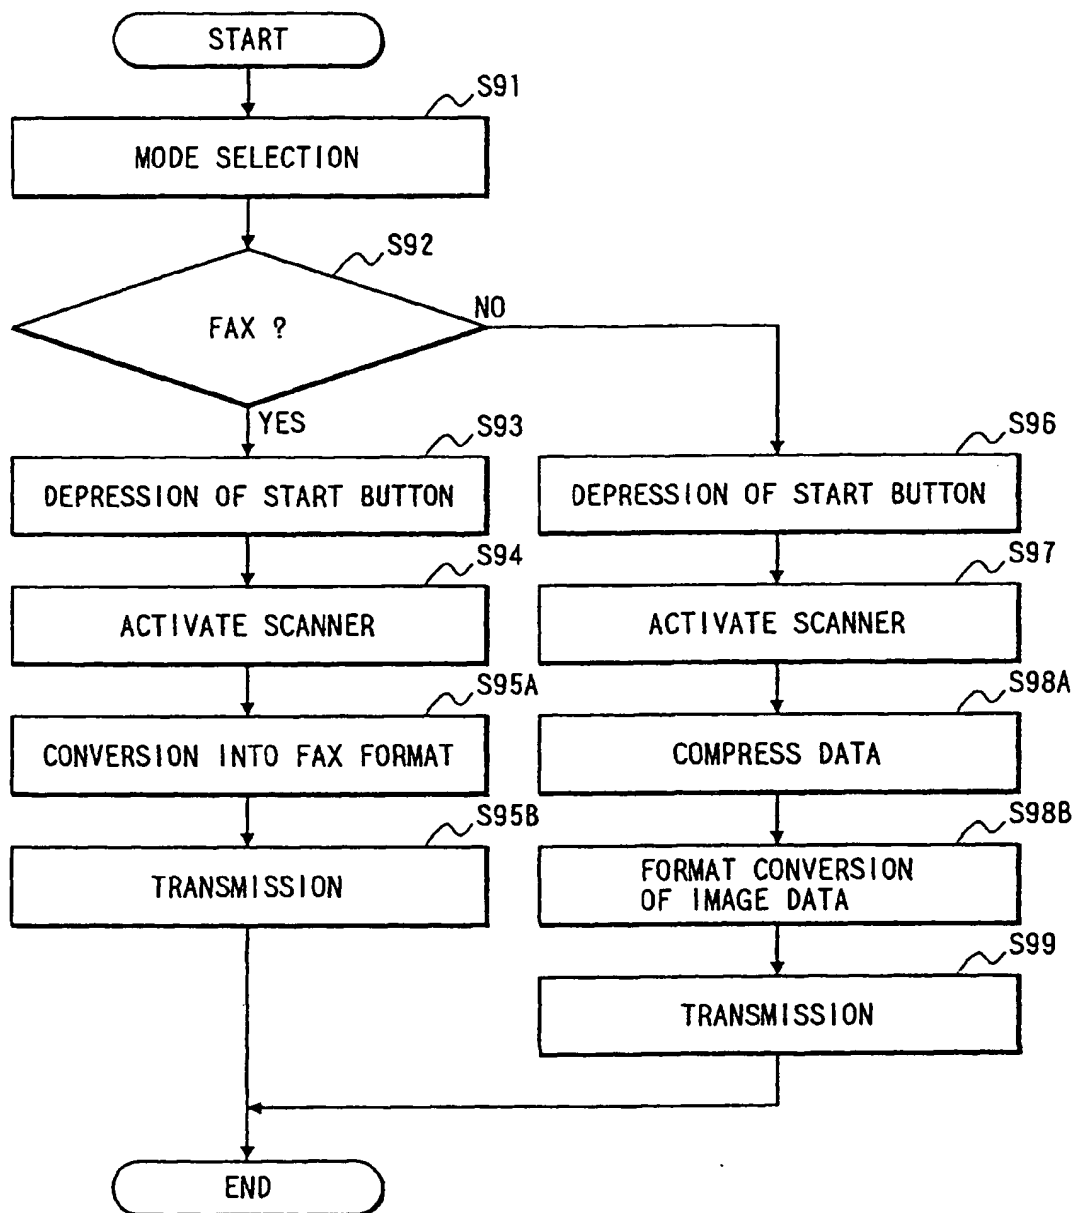 START
S91
MODE SELECTION
S92
FAX ?
NO
YES
S93
DEPRESSION OF START BUTTON
S94
ACTIVATE SCANNER
S95A
CONVERSION INTO FAX FORMAT
S95B
TRANSMISSION
S96
DEPRESSION OF START BUTTON
S97
ACTIVATE SCANNER
S98A
COMPRESS DATA
S98B
FORMAT CONVERSION
OF IMAGE DATA
S99
TRANSMISSION
END